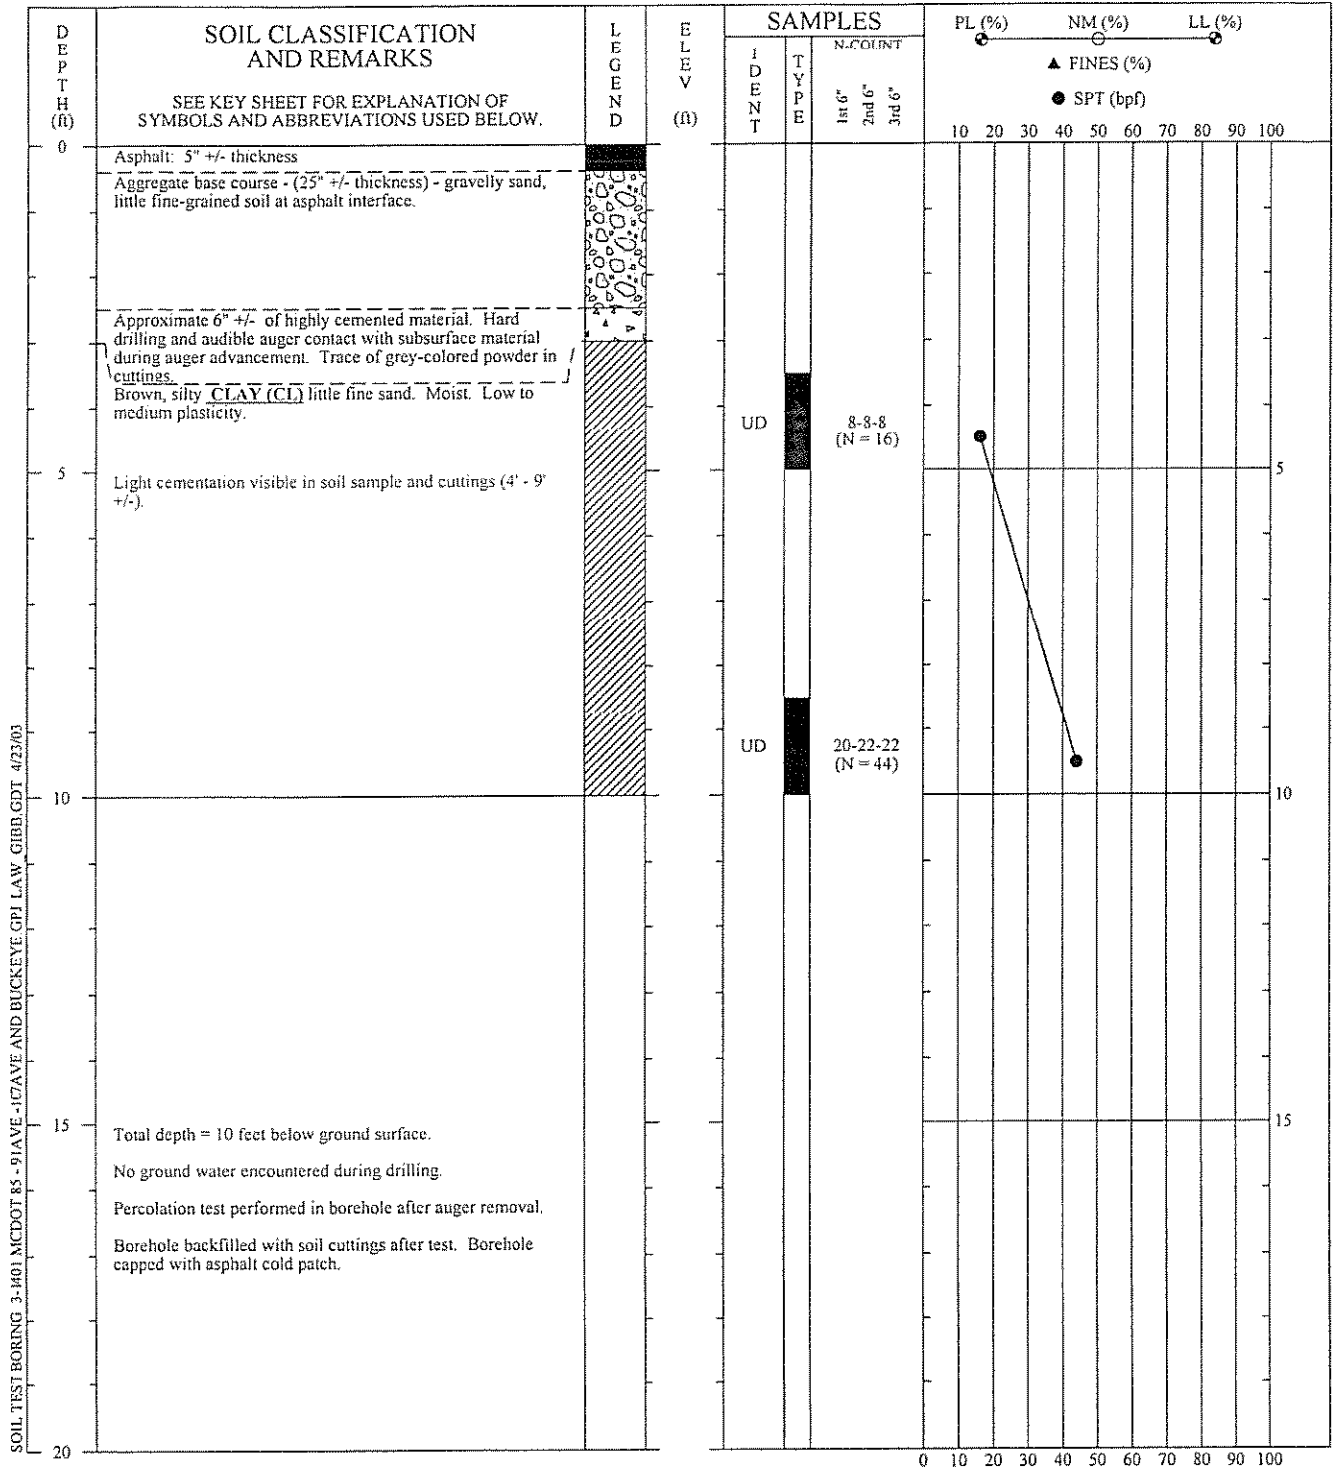 DEPTH (ft)
SOIL CLASSIFICATION
AND REMARKS
SEE KEY SHEET FOR EXPLANATION OF
SYMBOLS AND ABBREVIATIONS USED BELOW.
LEGEND
ELEV (ft)
SAMPLES
IDENT
TYPE
N-COUNT
1st 6"
2nd 6"
3rd 6"
PL (%) NM (%) LL (%)
▲ FINES (%)
● SPT (bpf)
10 20 30 40 50 60 70 80 90 100
0
Asphalt: 5" +/- thickness
Aggregate base course - (25" +/- thickness) - gravelly sand,
little fine-grained soil at asphalt interface.
Approximate 6" +/- of highly cemented material. Hard
drilling and audible auger contact with subsurface material
during auger advancement. Trace of grey-colored powder in
cuttings.
Brown, silty CLAY (CL) little fine sand. Moist. Low to
medium plasticity.
UD
8-8-8
(N = 16)
5
5
Light cementation visible in soil sample and cuttings (4' - 9'
+/-).
UD
20-22-22
(N = 44)
10
10
15
15
Total depth = 10 feet below ground surface.
No ground water encountered during drilling.
Percolation test performed in borehole after auger removal.
Borehole backfilled with soil cuttings after test. Borehole
capped with asphalt cold patch.
20
0 10 20 30 40 50 60 70 80 90 100
SOIL TEST BORING 3-1401 MCDOT 85 - 91AVE -107AVE AND BUCKEYE.GPJ LAW_GIBB.GDT 4/23/03